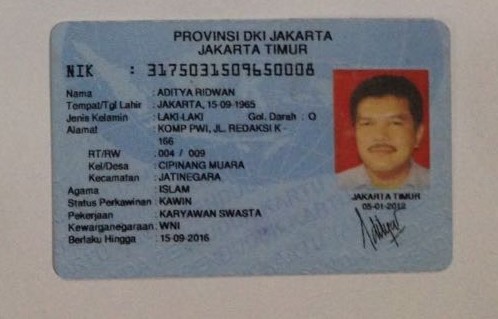 PROVINSI DKI JAKARTA
JAKARTA TIMUR
NIK : 3175031509650008
Nama : ADITYA RIDWAN
Tempat/Tgl Lahir : JAKARTA, 15-09-1965
Jenis Kelamin : LAKI-LAKI Gol. Darah : O
Alamat : KOMP PWI, JL. REDAKSI K -
166
RT/RW : 004 / 009
Kel/Desa : CIPINANG MUARA
Kecamatan : JATINEGARA
Agama : ISLAM
Status Perkawinan : KAWIN
Pekerjaan : KARYAWAN SWASTA
Kewarganegaraan : WNI
Berlaku Hingga : 15-09-2016
JAKARTA TIMUR
05-01-2012